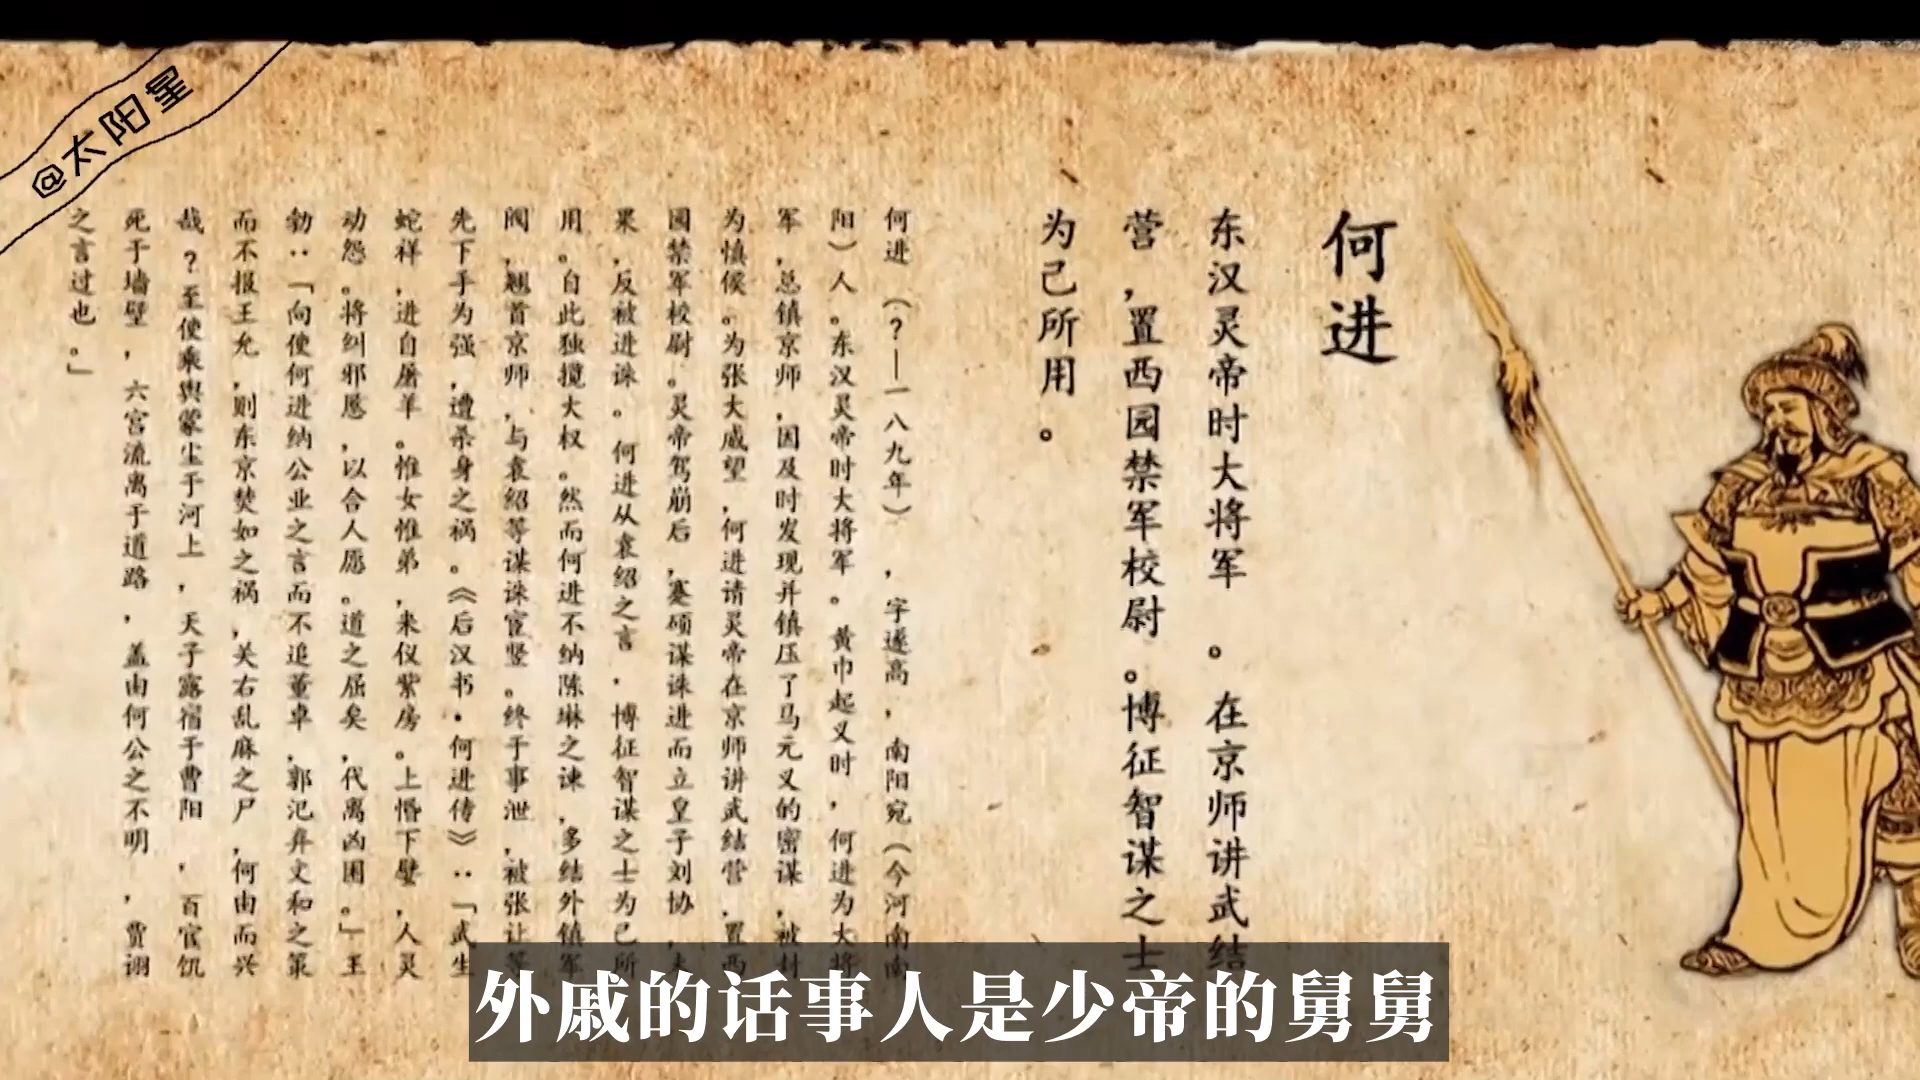 @太阳星
何进
东汉灵帝时大将军。在京师讲武结
营,置西园禁军校尉。博征智谋之士
为己所用。
何进(?—一八九年),字遂高,南阳宛(今河南南
阳)人。东汉灵帝时大将军。黄巾起义时,何进为大将
军,总镇京师,因及时发现并镇压了马元义的密谋,被封
为慎侯。为张大威望,何进请灵帝在京师讲武结营,置西
园禁军校尉。灵帝驾崩后,蹇硕谋诛进而立皇子刘协,未
果,反被进诛。何进从袁绍之言,博征智谋之士为己所
用。自此独揽大权。然而何进不纳陈琳之谏,多结外镇军
阀,翘首京师,与袁绍等谋诛宦竖。终于事泄,被张让等
先下手为强,遭杀身之祸。《后汉书·何进传》:「武生
蛇祥,进自屠羊。惟女惟弟,来仪紫房。上惛下嬖,人灵
动怨。将纠邪慝,以合人愿。道之屈矣,代离凶困。」王
勃:「向使何进纳公业之言而不追董卓,郭汜弃文和之策
而不报王允,则东京焚如之祸,关右乱麻之尸,何由而兴
哉?至使乘舆蒙尘于河上,天子露宿于曹阳,百官饥
死于墙壁,六宫流离于道路,盖由何公之不明,贾诩
之言过也。」
外戚的话事人是少帝的舅舅